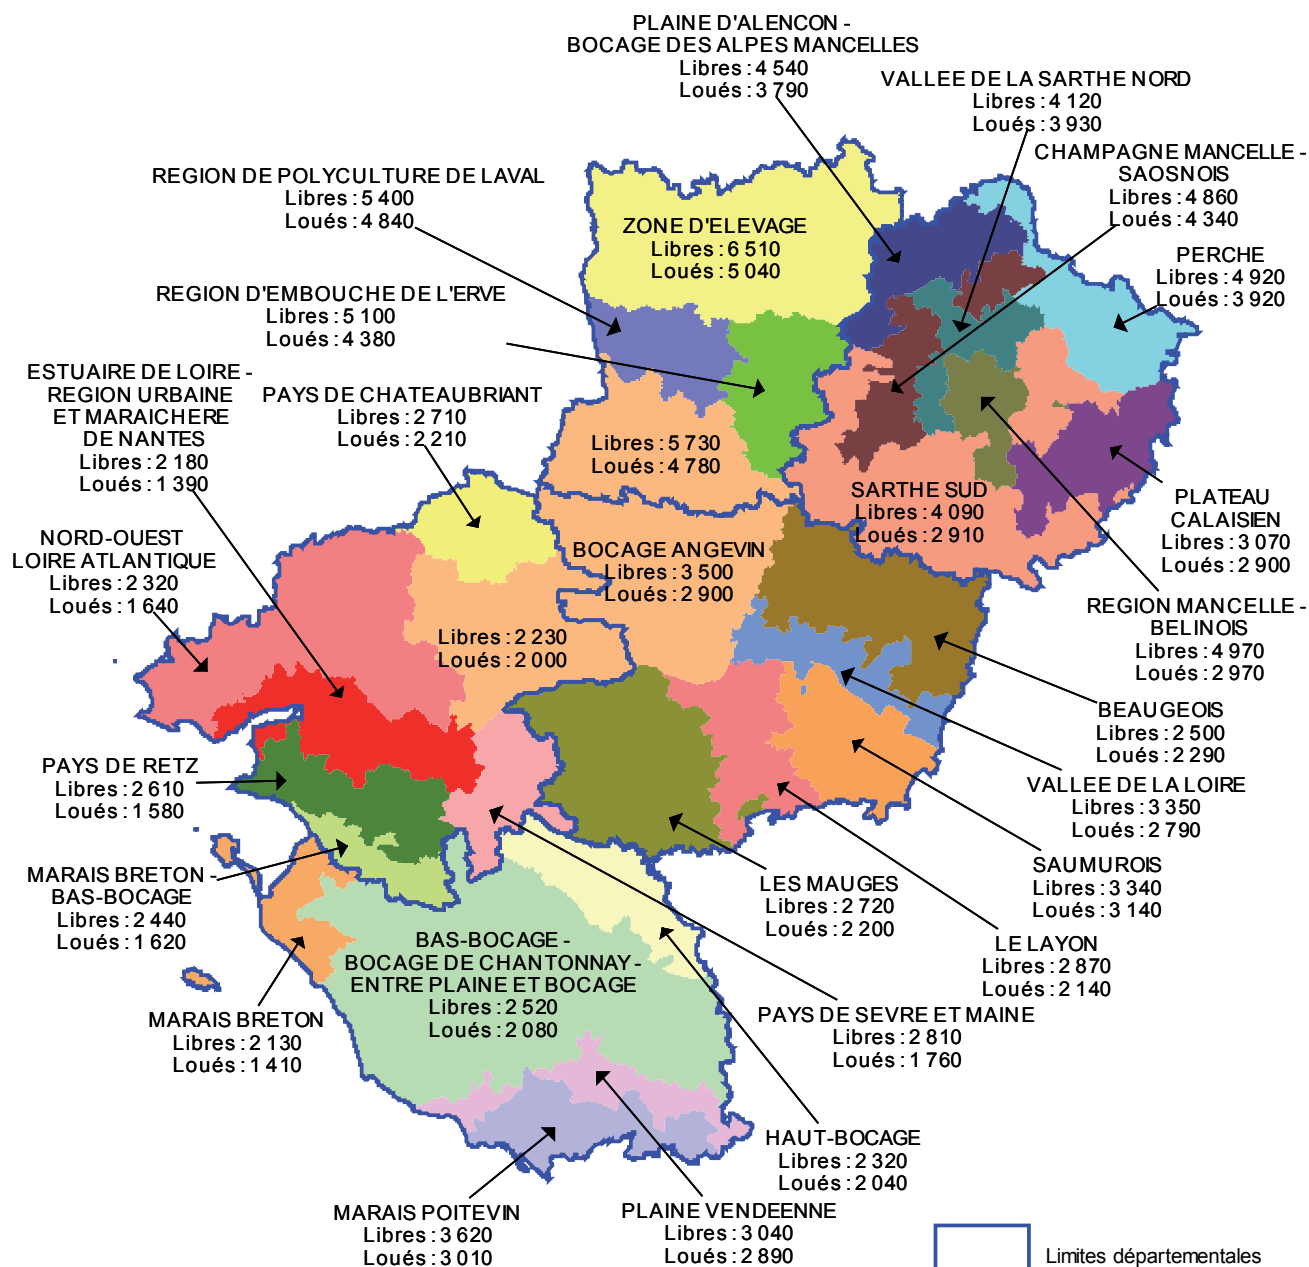 PLAINE D'ALENCON -
BOCAGE DES ALPES MANCELLES
Libres : 4 540
Loués : 3 790
VALLEE DE LA SARTHE NORD
Libres : 4 120
Loués : 3 930
CHAMPAGNE MANCELLE -
SAOSNOIS
Libres : 4 860
Loués : 4 340
REGION DE POLYCULTURE DE LAVAL
Libres : 5 400
Loués : 4 840
ZONE D'ELEVAGE
Libres : 6 510
Loués : 5 040
PERCHE
Libres : 4 920
Loués : 3 920
REGION D'EMBOUCHE DE L'ERVE
Libres : 5 100
Loués : 4 380
ESTUAIRE DE LOIRE -
REGION URBAINE
ET MARAICHERE
DE NANTES
Libres : 2 180
Loués : 1 390
PAYS DE CHATEAUBRIANT
Libres : 2 710
Loués : 2 210
Libres : 5 730
Loués : 4 780
SARTHE SUD
Libres : 4 090
Loués : 2 910
PLATEAU
CALAISIEN
Libres : 3 070
Loués : 2 900
NORD-OUEST
LOIRE ATLANTIQUE
Libres : 2 320
Loués : 1 640
BOCAGE ANGEVIN
Libres : 3 500
Loués : 2 900
REGION MANCELLE -
BELINOIS
Libres : 4 970
Loués : 2 970
Libres : 2 230
Loués : 2 000
BEAUGEOIS
Libres : 2 500
Loués : 2 290
PAYS DE RETZ
Libres : 2 610
Loués : 1 580
VALLEE DE LA LOIRE
Libres : 3 350
Loués : 2 790
MARAIS BRETON -
BAS-BOCAGE
Libres : 2 440
Loués : 1 620
SAUMUROIS
Libres : 3 340
Loués : 3 140
LES MAUGES
Libres : 2 720
Loués : 2 200
LE LAYON
Libres : 2 870
Loués : 2 140
BAS-BOCAGE -
BOCAGE DE CHANTONNAY -
ENTRE PLAINE ET BOCAGE
Libres : 2 520
Loués : 2 080
MARAIS BRETON
Libres : 2 130
Loués : 1 410
PAYS DE SEVRE ET MAINE
Libres : 2 810
Loués : 1 760
HAUT-BOCAGE
Libres : 2 320
Loués : 2 040
MARAIS POITEVIN
Libres : 3 620
Loués : 3 010
PLAINE VENDEENNE
Libres : 3 040
Loués : 2 890
Limites départementales